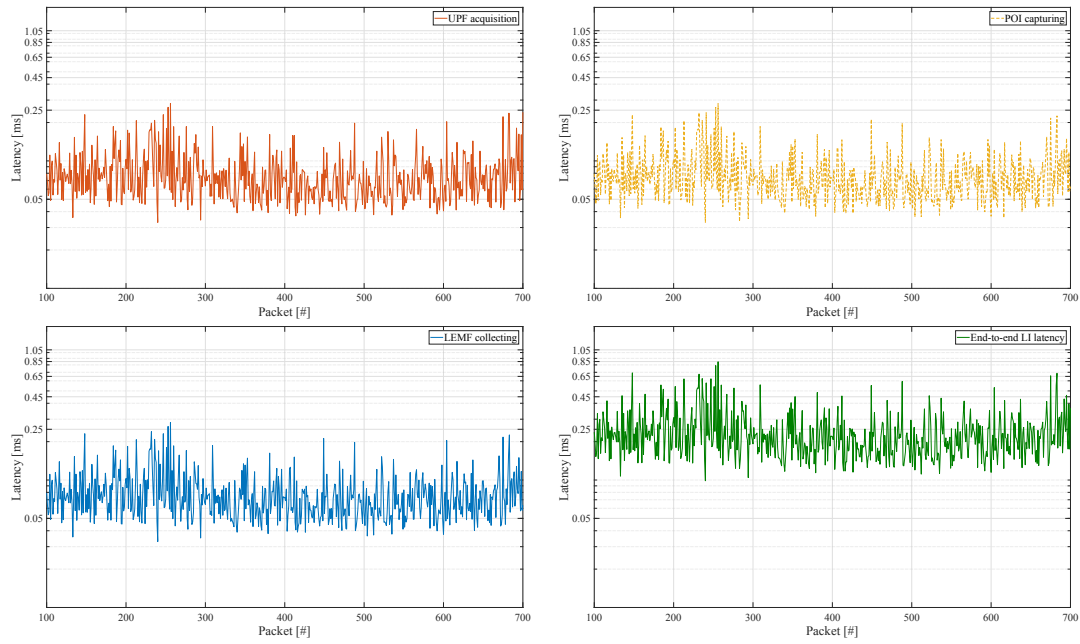 UPF acquisition
1.05
0.85
0.65
0.45
0.25
0.05
Latency [ms]
100 200 300 400 500 600 700
Packet [#]
POI capturing
1.05
0.85
0.65
0.45
0.25
0.05
Latency [ms]
100 200 300 400 500 600 700
Packet [#]
LEMF collecting
1.05
0.85
0.65
0.45
0.25
0.05
Latency [ms]
100 200 300 400 500 600 700
Packet [#]
End-to-end LI latency
1.05
0.85
0.65
0.45
0.25
0.05
Latency [ms]
100 200 300 400 500 600 700
Packet [#]